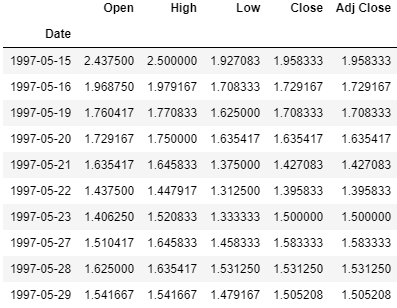 Open High Low Close Adj Close
Date
1997-05-15 2.437500 2.500000 1.927083 1.958333 1.958333
1997-05-16 1.968750 1.979167 1.708333 1.729167 1.729167
1997-05-19 1.760417 1.770833 1.625000 1.708333 1.708333
1997-05-20 1.729167 1.750000 1.635417 1.635417 1.635417
1997-05-21 1.635417 1.645833 1.375000 1.427083 1.427083
1997-05-22 1.437500 1.447917 1.312500 1.395833 1.395833
1997-05-23 1.406250 1.520833 1.333333 1.500000 1.500000
1997-05-27 1.510417 1.645833 1.458333 1.583333 1.583333
1997-05-28 1.625000 1.635417 1.531250 1.531250 1.531250
1997-05-29 1.541667 1.541667 1.479167 1.505208 1.505208